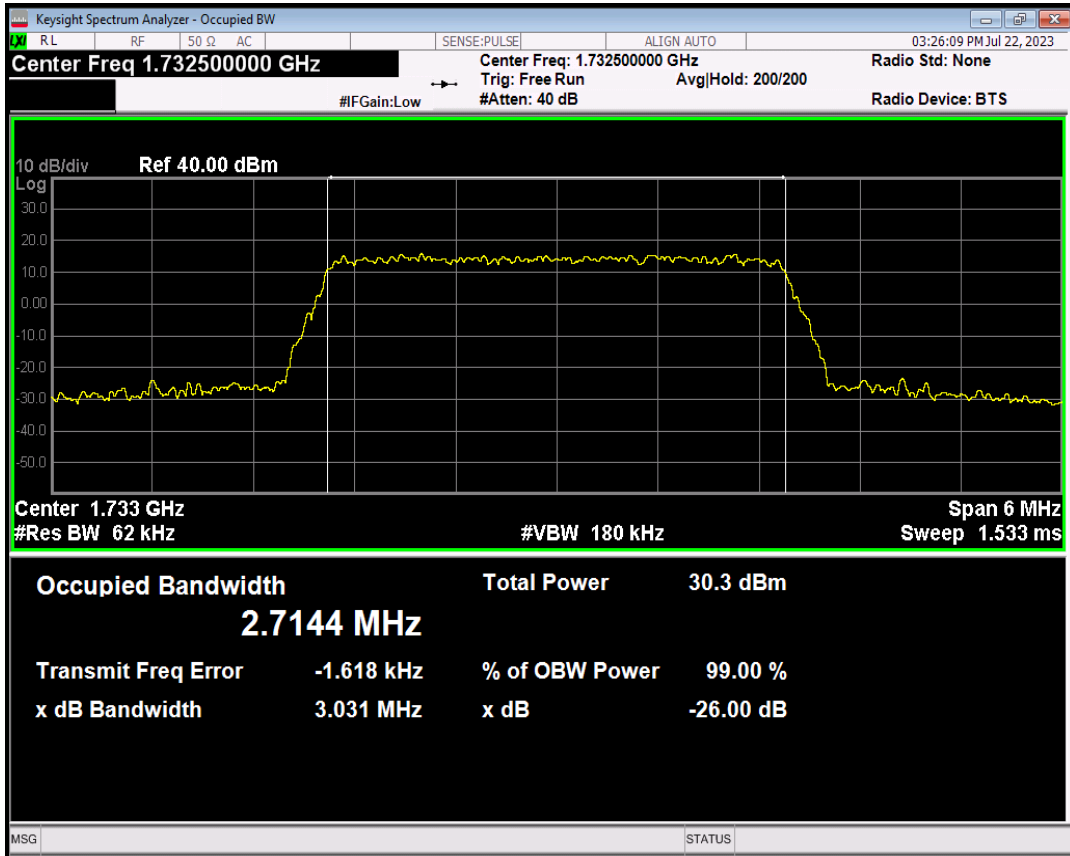 Keysight Spectrum Analyzer - Occupied BW
LXI RL RF 50 Ω AC SENSE:PULSE ALIGN AUTO 03:26:09 PM Jul 22, 2023
Center Freq 1.732500000 GHz
Center Freq: 1.732500000 GHz
Radio Std: None
Trig: Free Run Avg|Hold: 200/200
#IFGain:Low #Atten: 40 dB Radio Device: BTS
10 dB/div Ref 40.00 dBm
Log
30.0
20.0
10.0
0.00
-10.0
-20.0
-30.0
-40.0
-50.0
Center 1.733 GHz Span 6 MHz
#Res BW 62 kHz #VBW 180 kHz Sweep 1.533 ms
Occupied Bandwidth Total Power 30.3 dBm
2.7144 MHz
Transmit Freq Error -1.618 kHz % of OBW Power 99.00 %
x dB Bandwidth 3.031 MHz x dB -26.00 dB
MSG STATUS